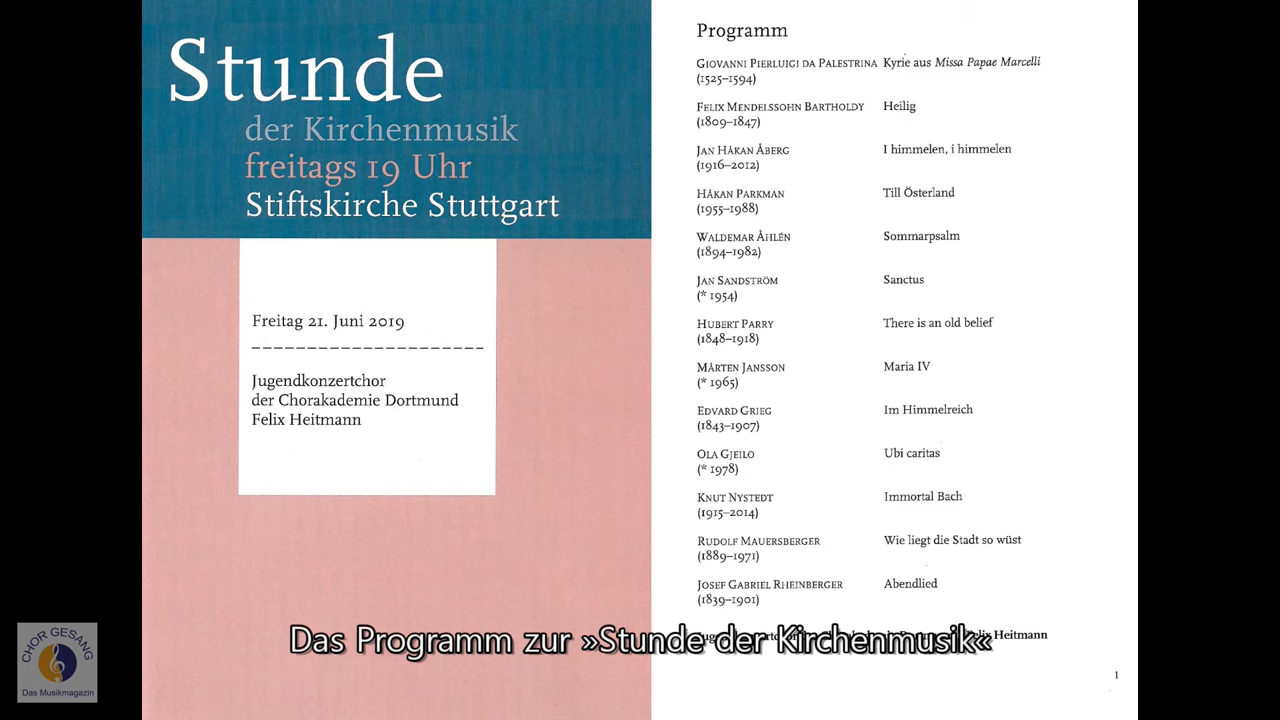 Stunde
der Kirchenmusik
freitags 19 Uhr
Stiftskirche Stuttgart
Freitag 21. Juni 2019
Jugendkonzertchor
der Chorakademie Dortmund
Felix Heitmann
Programm
GIOVANNI PIERLUIGI DA PALESTRINA Kyrie aus Missa Papae Marcelli
(1525–1594)
FELIX MENDELSSOHN BARTHOLDY Heilig
(1809–1847)
JAN HÅKAN ÅBERG I himmelen, i himmelen
(1916–2012)
HÅKAN PARKMAN Till Österland
(1955–1988)
WALDEMAR ÅHLÉN Sommarpsalm
(1894–1982)
JAN SANDSTRÖM Sanctus
(* 1954)
HUBERT PARRY There is an old belief
(1848–1918)
MÅRTEN JANSSON Maria IV
(* 1965)
EDVARD GRIEG Im Himmelreich
(1843–1907)
OLA GJEILO Ubi caritas
(* 1978)
KNUT NYSTEDT Immortal Bach
(1915–2014)
RUDOLF MAUERSBERGER Wie liegt die Stadt so wüst
(1889–1971)
JOSEF GABRIEL RHEINBERGER Abendlied
(1839–1901)
Felix Heitmann
Das Programm zur »Stunde der Kirchenmusik«
1
CHOR GESANG
Das Musikmagazin